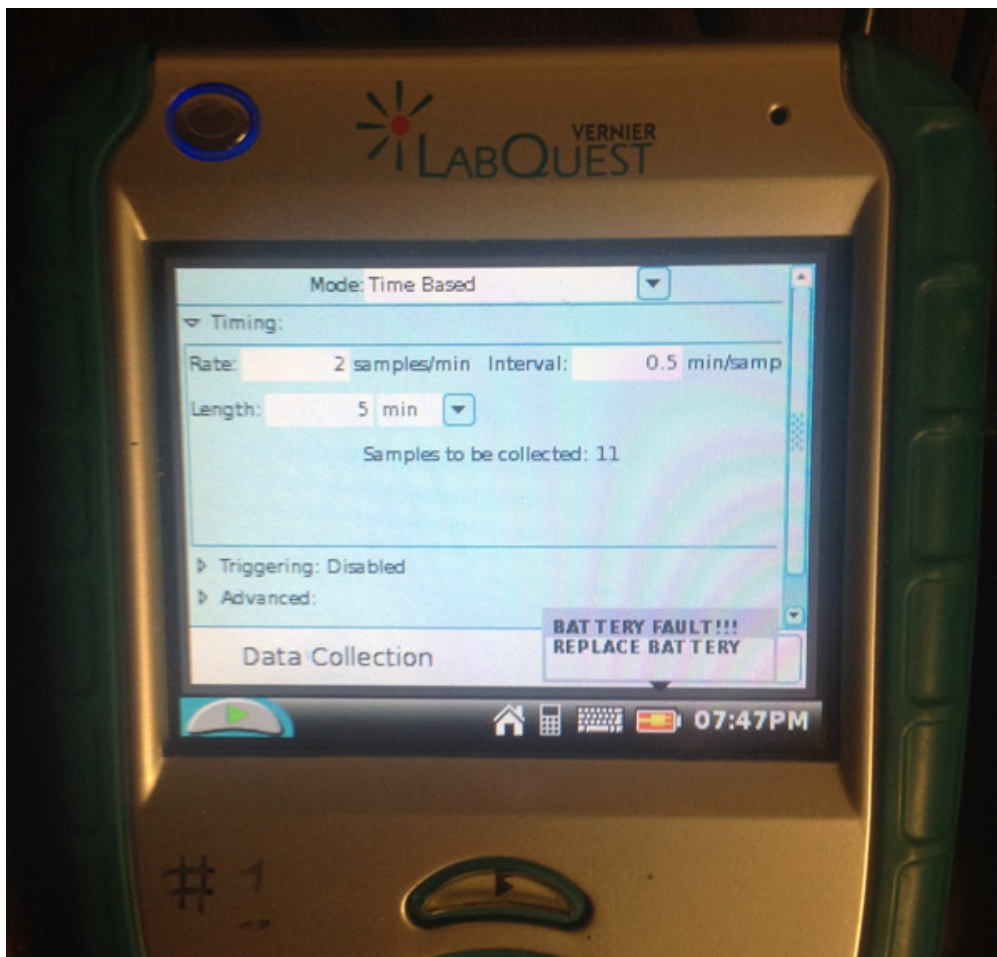 VERNIER
LABQUEST
Mode: Time Based
Timing:
Rate: 2 samples/min Interval: 0.5 min/samp
Length: 5 min
Samples to be collected: 11
Triggering: Disabled
Advanced:
BATTERY FAULT!!!
REPLACE BATTERY
Data Collection
07:47PM
# 1